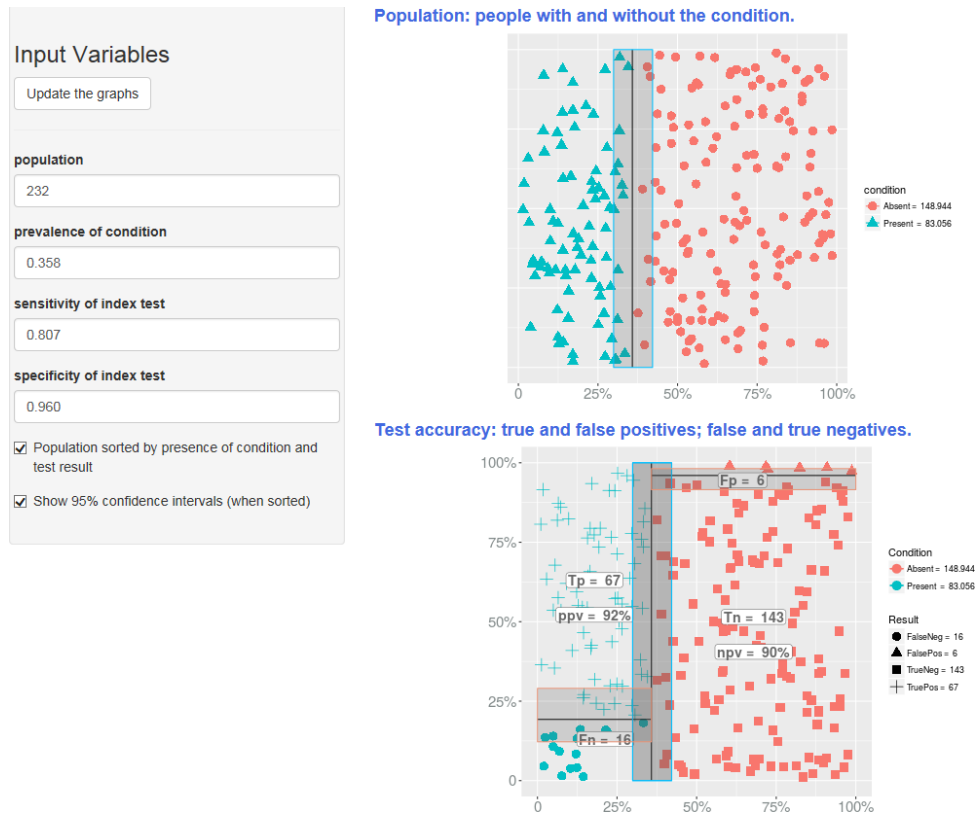 Input Variables
Update the graphs
population
232
prevalence of condition
0.358
sensitivity of index test
0.807
specificity of index test
0.960
Population sorted by presence of condition and
test result
Show 95% confidence intervals (when sorted)
Population: people with and without the condition.
0
25%
50%
75%
100%
condition
Absent = 148.944
Present = 83.056
Test accuracy: true and false positives; false and true negatives.
100%
75%
50%
25%
0
Fp = 6
Tp = 67
ppv = 92%
Tn = 143
npv = 90%
Fn = 16
0
25%
50%
75%
100%
Condition
Absent = 148.944
Present = 83.056
Result
FalseNeg = 16
FalsePos = 6
TrueNeg = 143
TruePos = 67